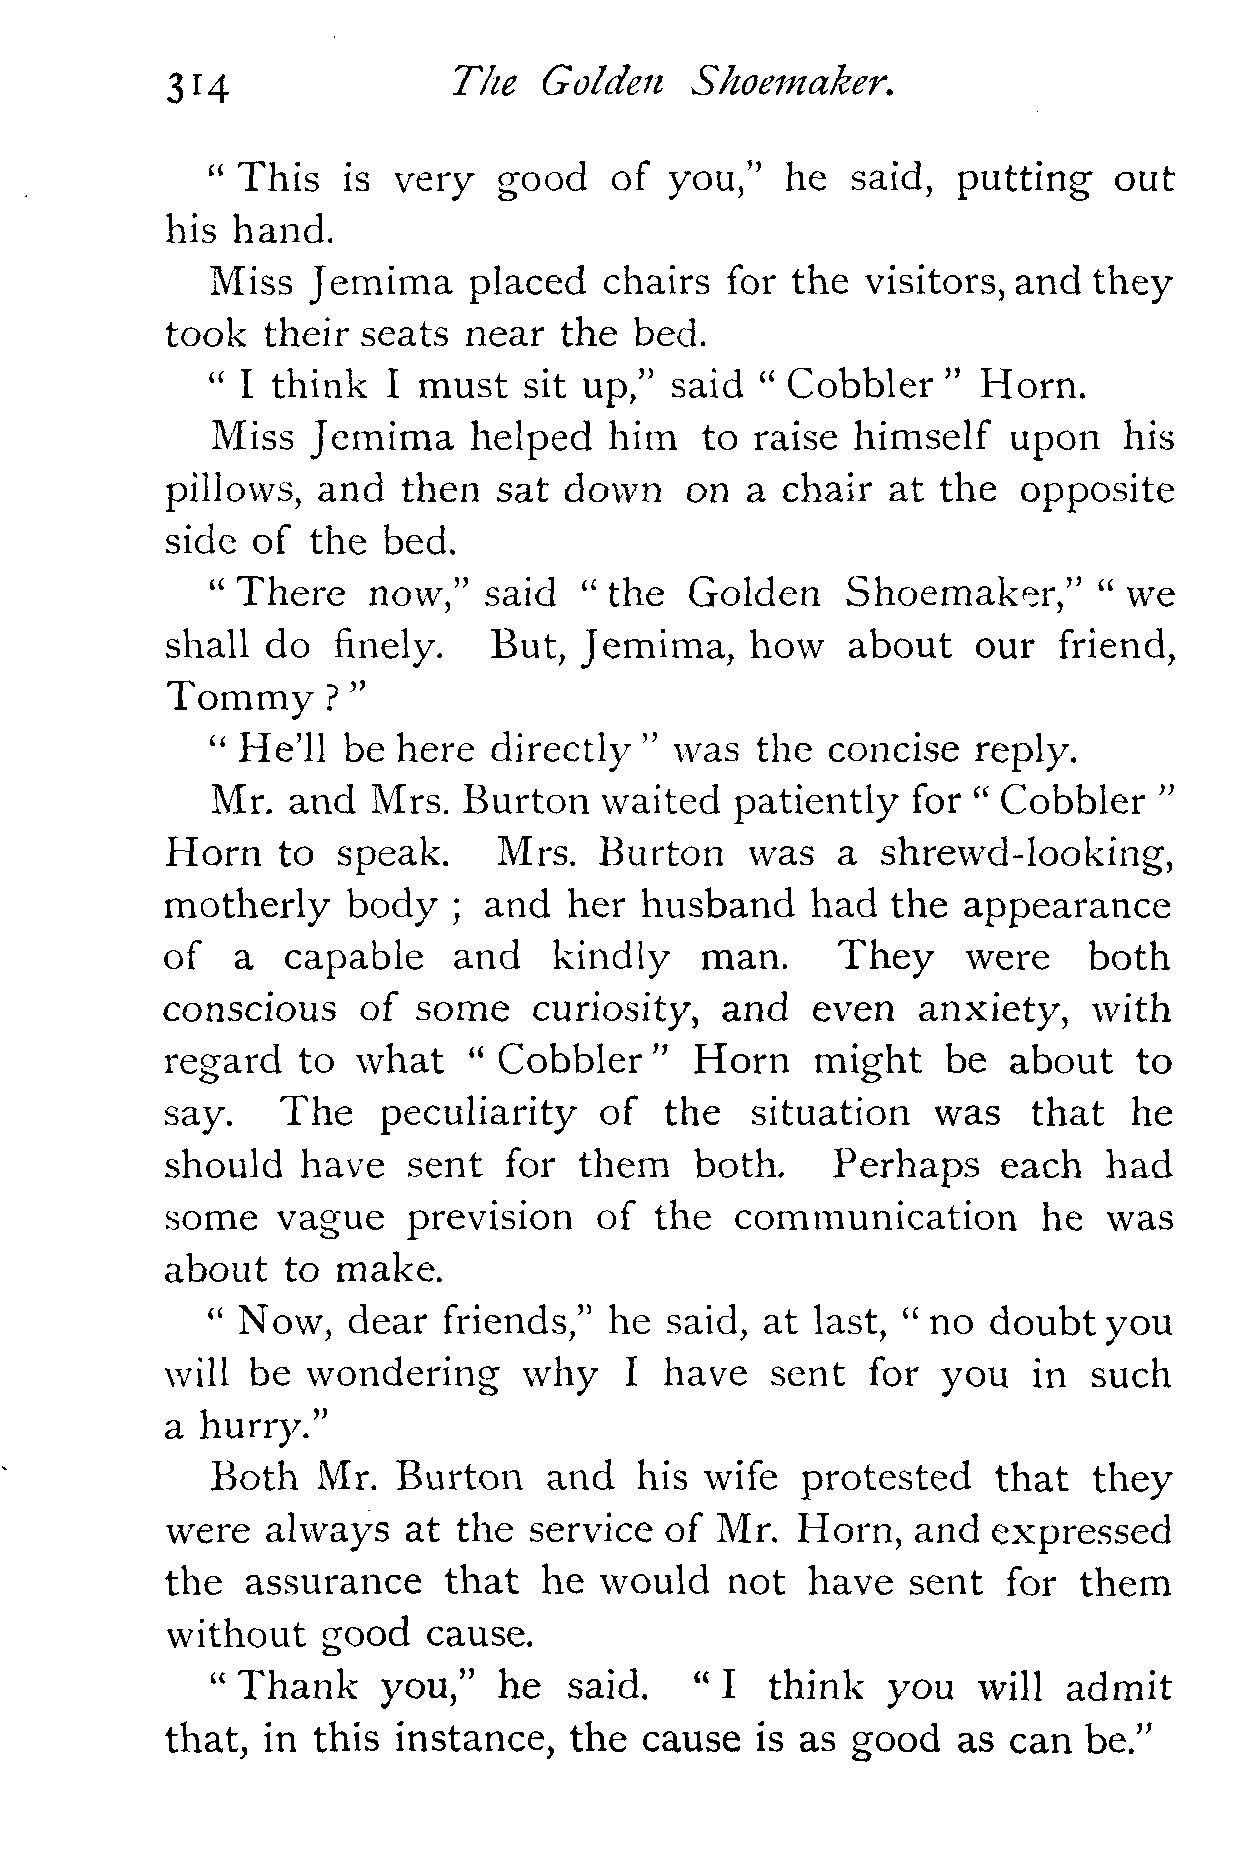 314 The Golden Shoemaker.
“ This is very good of you,” he said, putting out
his hand.
Miss Jemima placed chairs for the visitors, and they
took their seats near the bed.
“ I think I must sit up,” said “ Cobbler ” Horn.
Miss Jemima helped him to raise himself upon his
pillows, and then sat down on a chair at the opposite
side of the bed.
“ There now,” said “ the Golden Shoemaker,” “ we
shall do finely. But, Jemima, how about our friend,
Tommy ? ”
“ He’ll be here directly ” was the concise reply.
Mr. and Mrs. Burton waited patiently for “ Cobbler ”
Horn to speak. Mrs. Burton was a shrewd-looking,
motherly body ; and her husband had the appearance
of a capable and kindly man. They were both
conscious of some curiosity, and even anxiety, with
regard to what “ Cobbler ” Horn might be about to
say. The peculiarity of the situation was that he
should have sent for them both. Perhaps each had
some vague prevision of the communication he was
about to make.
“ Now, dear friends,” he said, at last, “ no doubt you
will be wondering why I have sent for you in such
a hurry.”
Both Mr. Burton and his wife protested that they
were always at the service of Mr. Horn, and expressed
the assurance that he would not have sent for them
without good cause.
“ Thank you,” he said. “ I think you will admit
that, in this instance, the cause is as good as can be.”